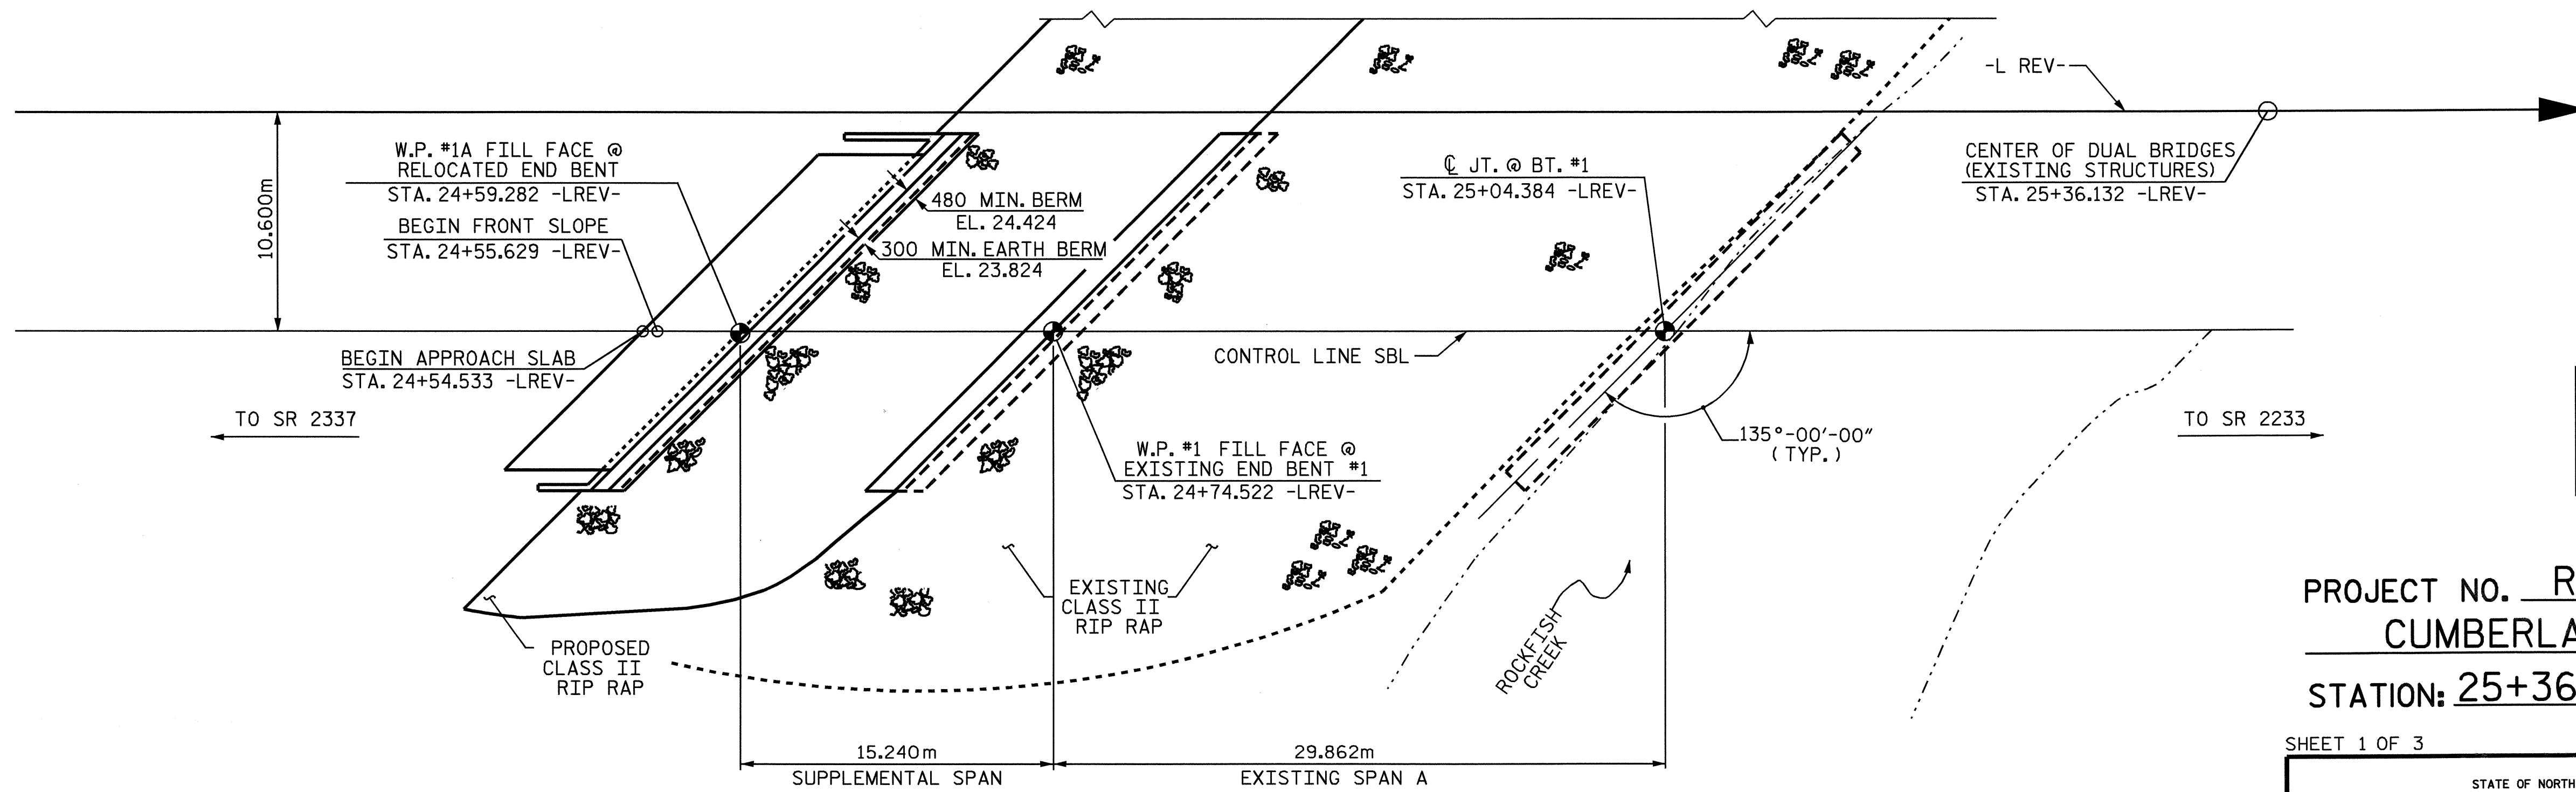 -L REV-
10.600m
W.P. #1A FILL FACE @
RELOCATED END BENT
STA. 24+59.282 -LREV-
BEGIN FRONT SLOPE
STA. 24+55.629 -LREV-
480 MIN. BERM
EL. 24.424
300 MIN. EARTH BERM
EL. 23.824
℄ JT. @ BT. #1
STA. 25+04.384 -LREV-
CENTER OF DUAL BRIDGES
(EXISTING STRUCTURES)
STA. 25+36.132 -LREV-
BEGIN APPROACH SLAB
STA. 24+54.533 -LREV-
CONTROL LINE SBL
TO SR 2337
TO SR 2233
135°-00'-00"
(TYP.)
W.P. #1 FILL FACE @
EXISTING END BENT #1
STA. 24+74.522 -LREV-
EXISTING
CLASS II
RIP RAP
PROPOSED
CLASS II
RIP RAP
ROCKFISH
CREEK
15.240m
SUPPLEMENTAL SPAN
29.862m
EXISTING SPAN A
PROJECT NO. R
CUMBERLA
STATION: 25+36
SHEET 1 OF 3
STATE OF NORTH